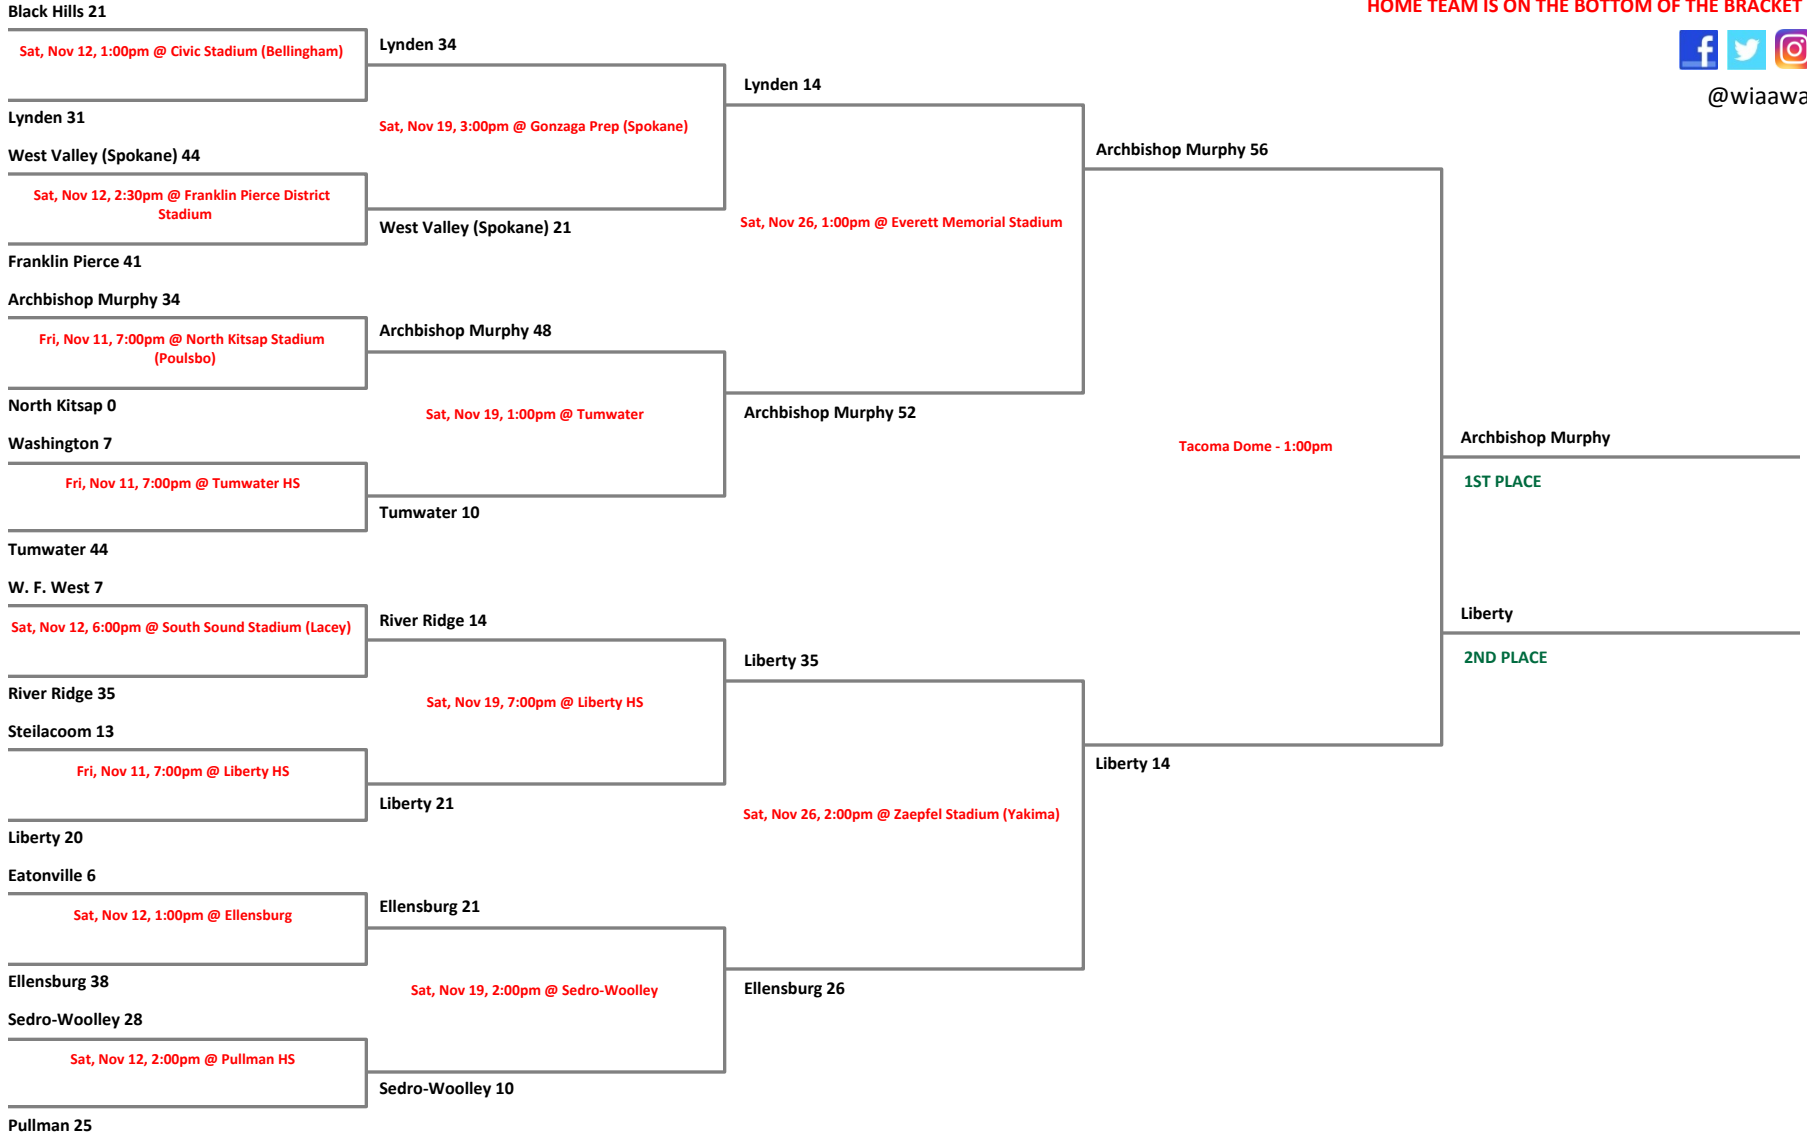 HOME TEAM IS ON THE BOTTOM OF THE BRACKET
@wiaawa
Black Hills 21
Sat, Nov 12, 1:00pm @ Civic Stadium (Bellingham)
Lynden 31
West Valley (Spokane) 44
Sat, Nov 12, 2:30pm @ Franklin Pierce District
Stadium
Franklin Pierce 41
Archbishop Murphy 34
Fri, Nov 11, 7:00pm @ North Kitsap Stadium
(Poulsbo)
North Kitsap 0
Washington 7
Fri, Nov 11, 7:00pm @ Tumwater HS
Tumwater 44
W. F. West 7
Sat, Nov 12, 6:00pm @ South Sound Stadium (Lacey)
River Ridge 35
Steilacoom 13
Fri, Nov 11, 7:00pm @ Liberty HS
Liberty 20
Eatonville 6
Sat, Nov 12, 1:00pm @ Ellensburg
Ellensburg 38
Sedro-Woolley 28
Sat, Nov 12, 2:00pm @ Pullman HS
Pullman 25
Lynden 34
Sat, Nov 19, 3:00pm @ Gonzaga Prep (Spokane)
West Valley (Spokane) 21
Archbishop Murphy 48
Sat, Nov 19, 1:00pm @ Tumwater
Tumwater 10
River Ridge 14
Sat, Nov 19, 7:00pm @ Liberty HS
Liberty 21
Ellensburg 21
Sat, Nov 19, 2:00pm @ Sedro-Woolley
Sedro-Woolley 10
Lynden 14
Sat, Nov 26, 1:00pm @ Everett Memorial Stadium
Archbishop Murphy 52
Liberty 35
Sat, Nov 26, 2:00pm @ Zaepfel Stadium (Yakima)
Ellensburg 26
Archbishop Murphy 56
Tacoma Dome - 1:00pm
Liberty 14
Archbishop Murphy
1ST PLACE
Liberty
2ND PLACE